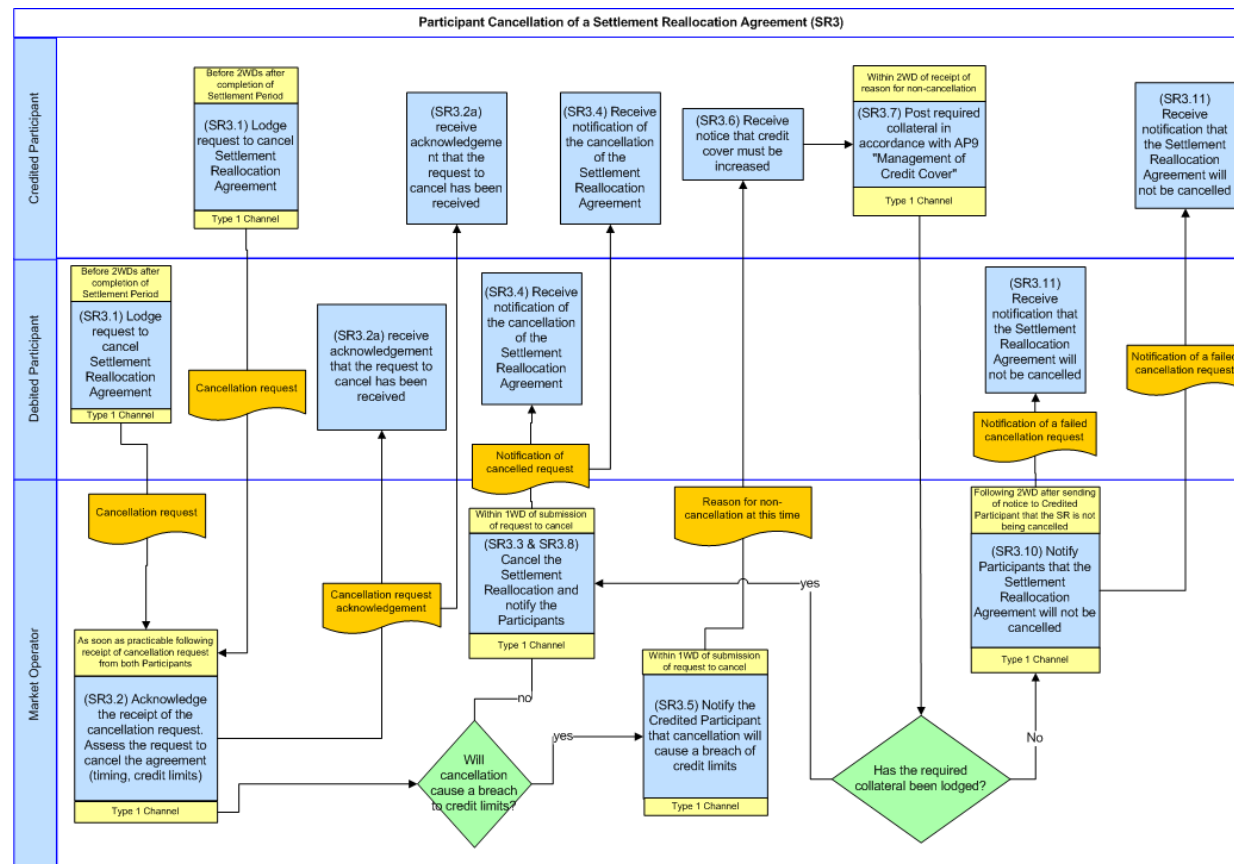 Participant Cancellation of a Settlement Reallocation Agreement (SR3)
Credited Participant
Before 2WDs after
completion of
Settlement Period
(SR3.1) Lodge
request to cancel
Settlement
Reallocation
Agreement
Type 1 Channel
(SR3.2a)
receive
acknowledgeme
nt that the
request to
cancel has been
received
(SR3.4) Receive
notification of
the cancellation
of the
Settlement
Reallocation
Agreement
(SR3.6) Receive
notice that credit
cover must be
increased
Within 2WD of receipt of
reason for non-cancellation
(SR3.7) Post required
collateral in
accordance with AP9
"Management of
Credit Cover"
Type 1 Channel
(SR3.11)
Receive
notification that
the Settlement
Reallocation
Agreement will
not be cancelled
Debited Participant
Before 2WDs after
completion of
Settlement Period
(SR3.1) Lodge
request to
cancel
Settlement
Reallocation
Agreement
Type 1 Channel
Cancellation request
(SR3.2a) receive
acknowledgement
that the request to
cancel has been
received
(SR3.4) Receive
notification of
the cancellation
of the
Settlement
Reallocation
Agreement
Notification of
cancelled request
(SR3.11)
Receive
notification that
the Settlement
Reallocation
Agreement will
not be cancelled
Notification of a failed
cancellation request
Notification of a failed
cancellation request
Market Operator
Cancellation request
As soon as practicable following
receipt of cancellation request
from both Participants
(SR3.2) Acknowledge
the receipt of the
cancellation request.
Assess the request to
cancel the agreement
(timing, credit limits)
Type 1 Channel
Cancellation request
acknowledgement
Within 1WD of submission
of request to cancel
(SR3.3 & SR3.8)
Cancel the
Settlement
Reallocation and
notify the
Participants
Type 1 Channel
no
Will
cancellation
cause a breach
to credit limits?
yes
Reason for non-
cancellation at this time
Within 1WD of submission
of request to cancel
(SR3.5) Notify the
Credited Participant
that cancellation will
cause a breach of
credit limits
Type 1 Channel
yes
Has the required
collateral been lodged?
No
Following 2WD after sending
of notice to Credited
Participant that the SR is not
being cancelled
(SR3.10) Notify
Participants that the
Settlement
Reallocation
Agreement will not be
cancelled
Type 1 Channel